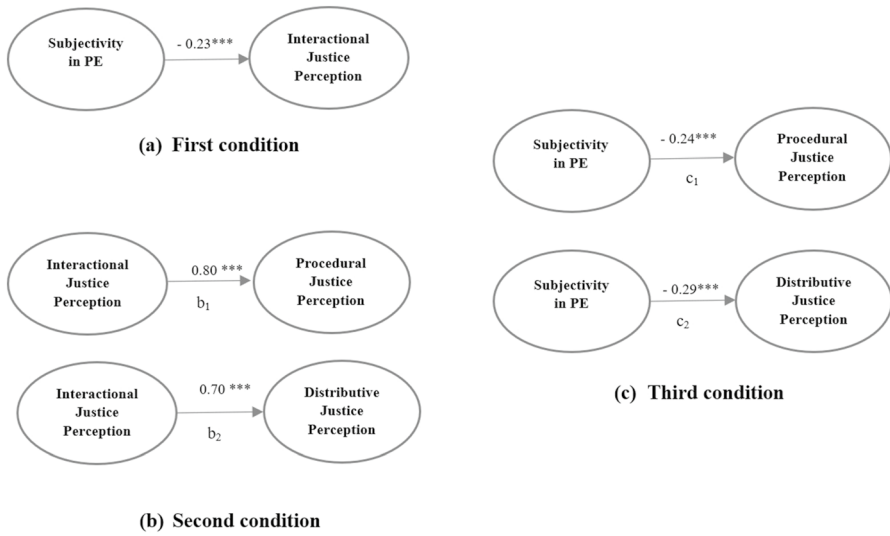 Subjectivity
in PE
- 0.23***
Interactional
Justice
Perception
(a) First condition
Interactional
Justice
Perception
0.80 ***
b₁
Procedural
Justice
Perception
Interactional
Justice
Perception
0.70 ***
b₂
Distributive
Justice
Perception
(b) Second condition
Subjectivity
in PE
- 0.24***
c₁
Procedural
Justice
Perception
Subjectivity
in PE
- 0.29***
c₂
Distributive
Justice
Perception
(c) Third condition